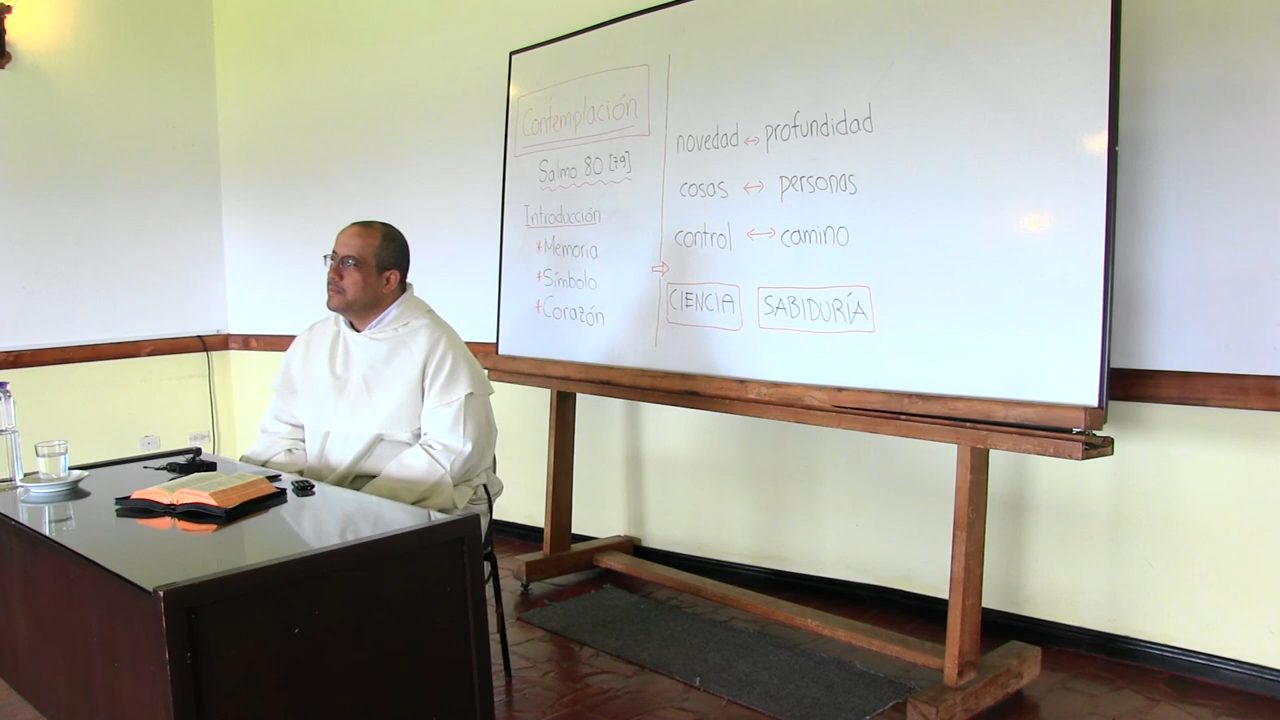 Contemplación
Salmo 80 [79]
Introducción
+Memoria
+Símbolo
+Corazón
⇨
novedad ↔ profundidad
cosas ↔ personas
control ↔ camino
CIENCIA SABIDURÍA